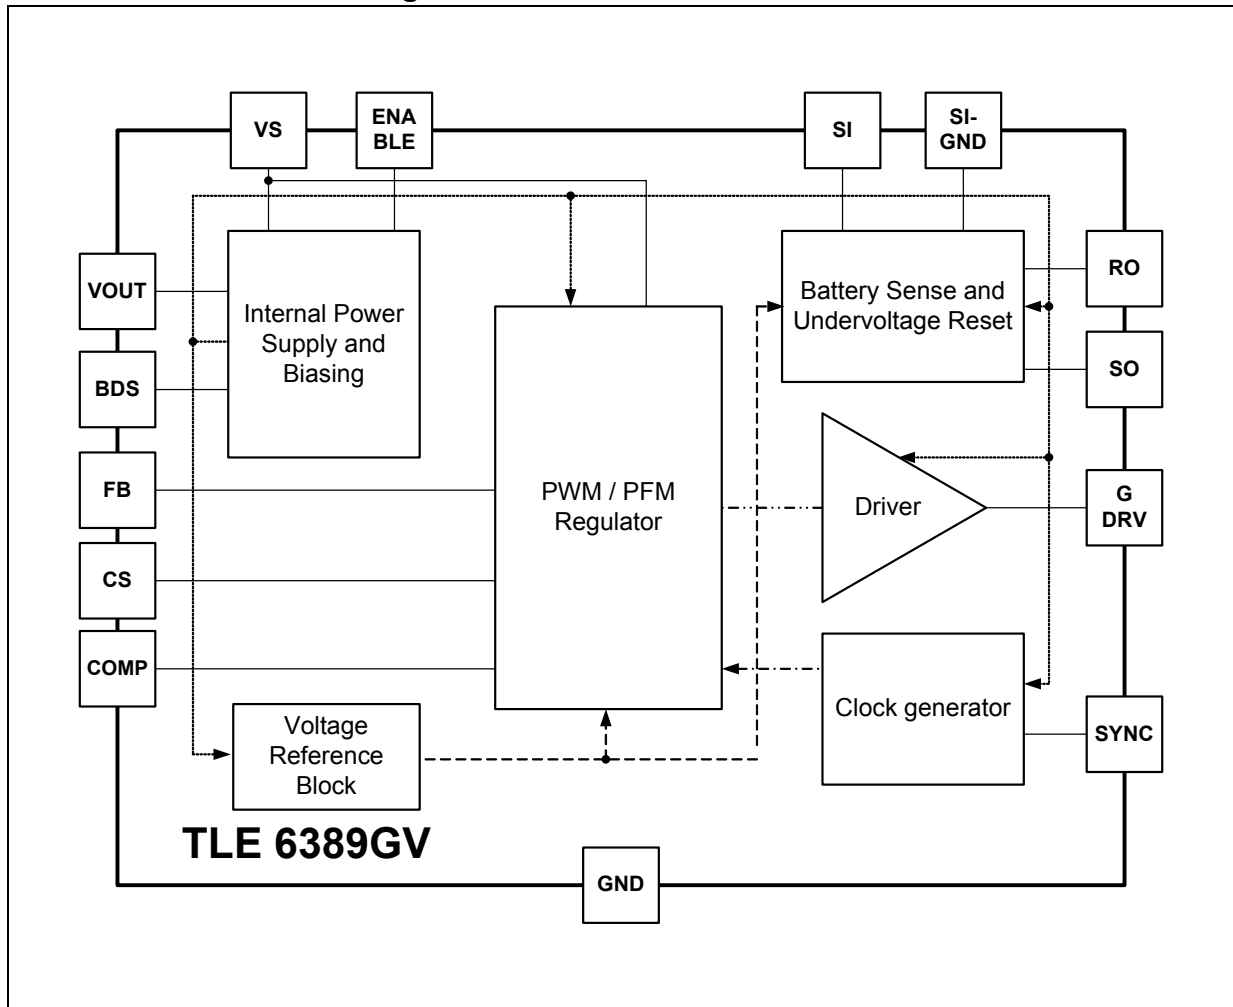 VS
ENA
BLE
SI
SI-
GND
VOUT
BDS
FB
CS
COMP
Internal Power
Supply and
Biasing
PWM / PFM
Regulator
Battery Sense and
Undervoltage Reset
RO
SO
Driver
G
DRV
Clock generator
SYNC
Voltage
Reference
Block
TLE 6389GV
GND